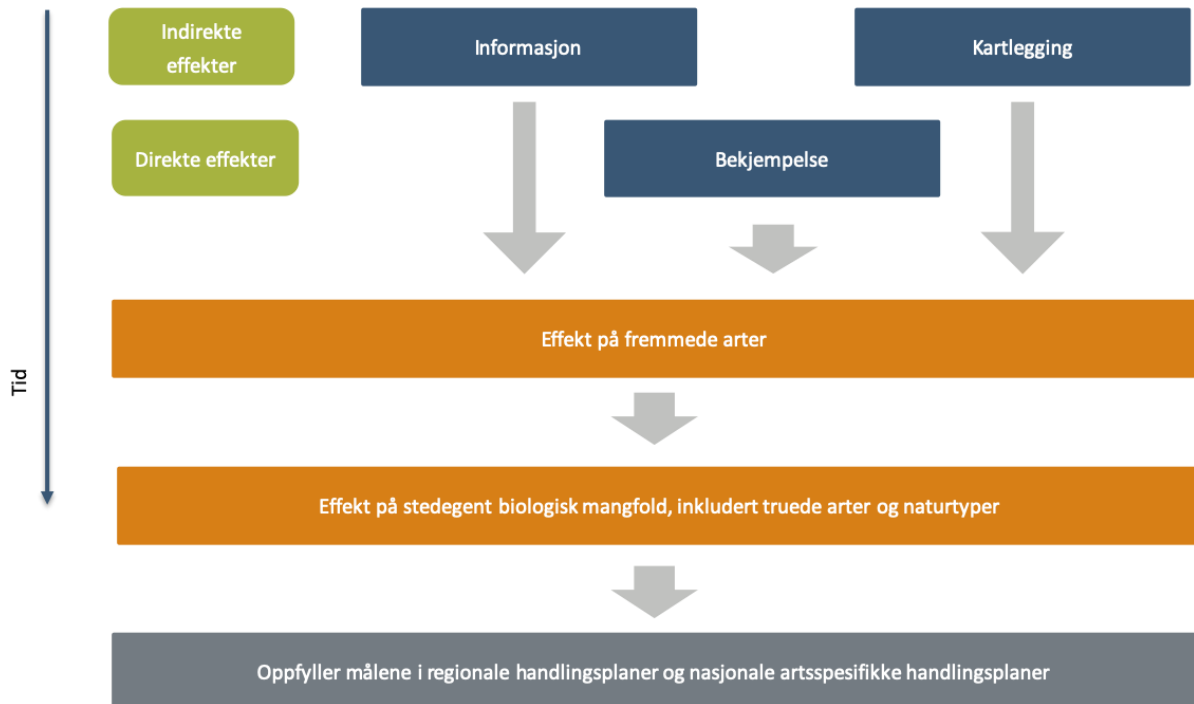 Indirekte
effekter
Informasjon
Kartlegging
Direkte effekter
Bekjempelse
Effekt på fremmede arter
Tid
Effekt på stedegent biologisk mangfold, inkludert truede arter og naturtyper
Oppfyller målene i regionale handlingsplaner og nasjonale artsspesifikke handlingsplaner